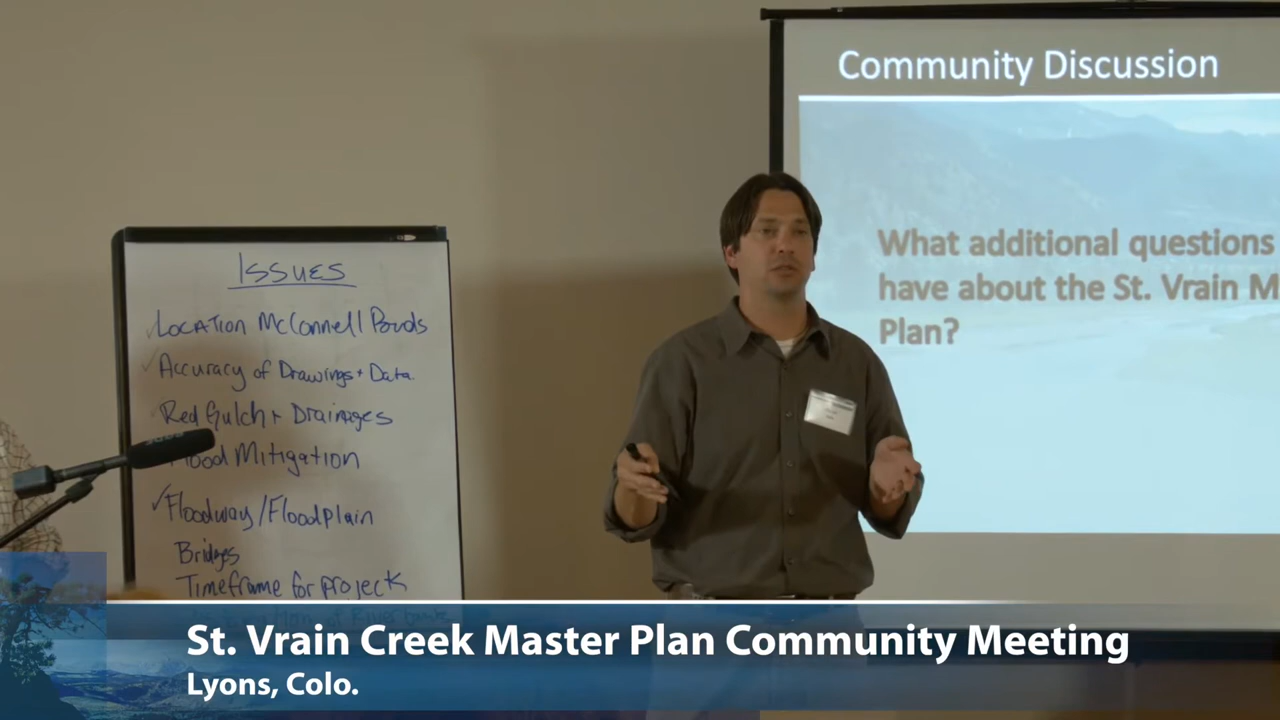 Community Discussion
What additional questions
have about the St. Vrain M
Plan?
ISSUES
LOCATION McConnell Ponds
Accuracy of Drawings + Data
Red Gulch + Drainages
Flood Mitigation
Floodway/Floodplain
Bridges
Timeframe for project
St. Vrain Creek Master Plan Community Meeting
Lyons, Colo.